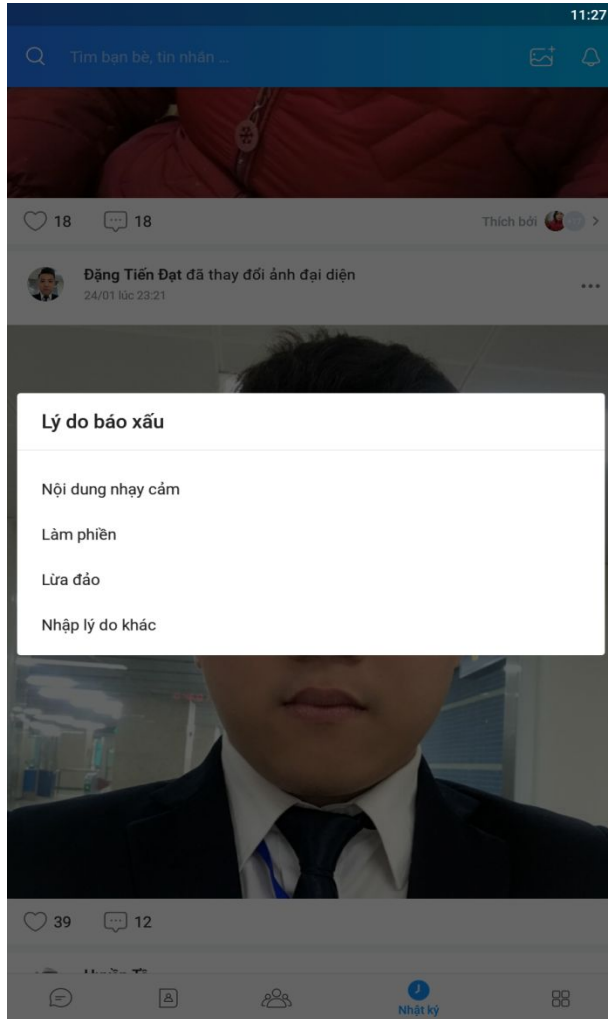 11:27
Tìm bạn bè, tin nhắn ...
18 18 Thích bởi
Đặng Tiến Đạt đã thay đổi ảnh đại diện
24/01 lúc 23:21
Lý do báo xấu
Nội dung nhạy cảm
Làm phiền
Lừa đảo
Nhập lý do khác
39 12
Nhật ký